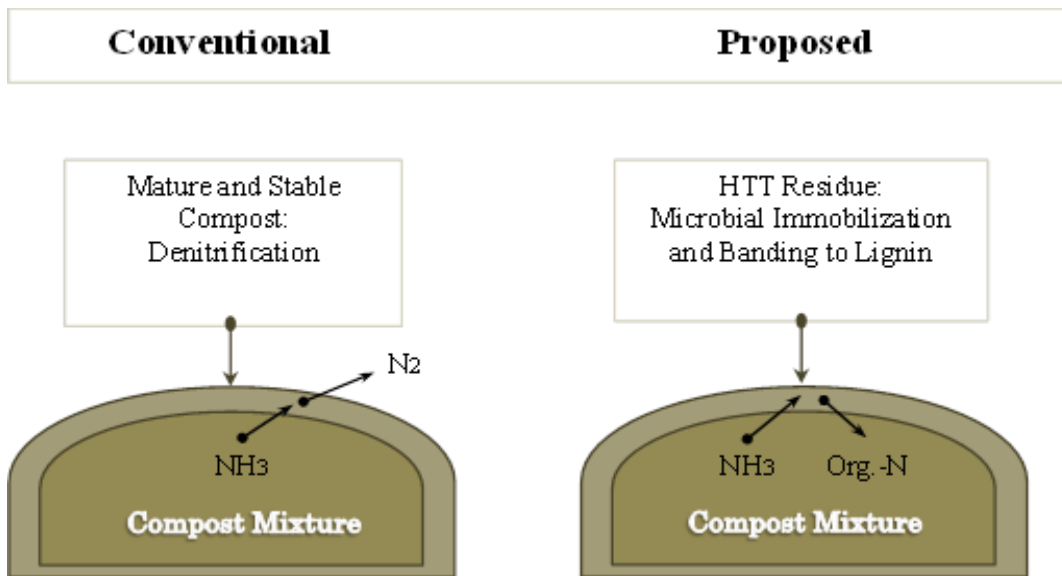 Conventional
Proposed
Mature and Stable
Compost:
Denitrification
HTT Residue:
Microbial Immobilization
and Banding to Lignin
N2
NH3
NH3
Org.-N
Compost Mixture
Compost Mixture